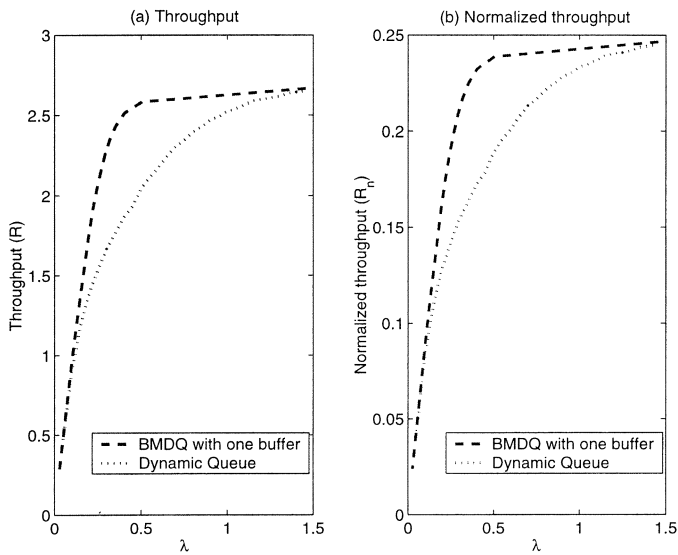 (a) Throughput
3
2.5
2
1.5
1
0.5
0
Throughput (R)
BMDQ with one buffer
Dynamic Queue
0
0.5
1
1.5
λ
(b) Normalized throughput
0.25
0.2
0.15
0.1
0.05
0
Normalized throughput (Rn)
BMDQ with one buffer
Dynamic Queue
0
0.5
1
1.5
λ